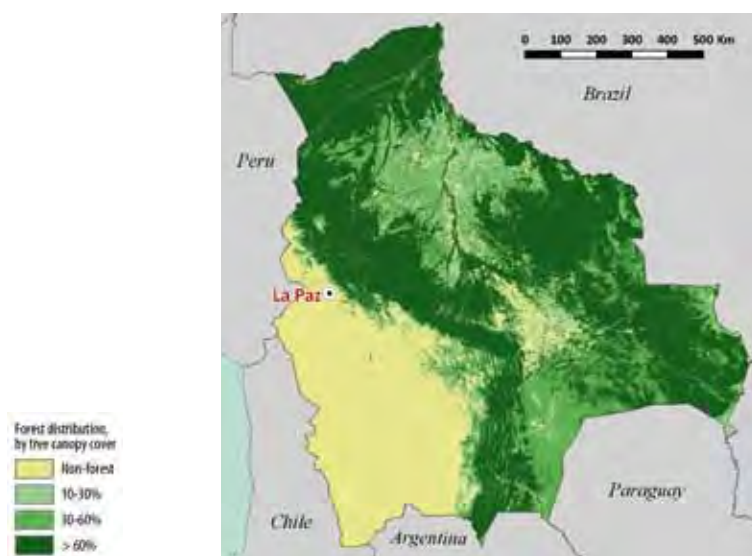 0 100 200 300 400 500 Km
Brazil
Peru
La Paz
Forest distribution,
by tree canopy cover
Non-forest
10-30%
30-60%
> 60%
Chile
Argentina
Paraguay